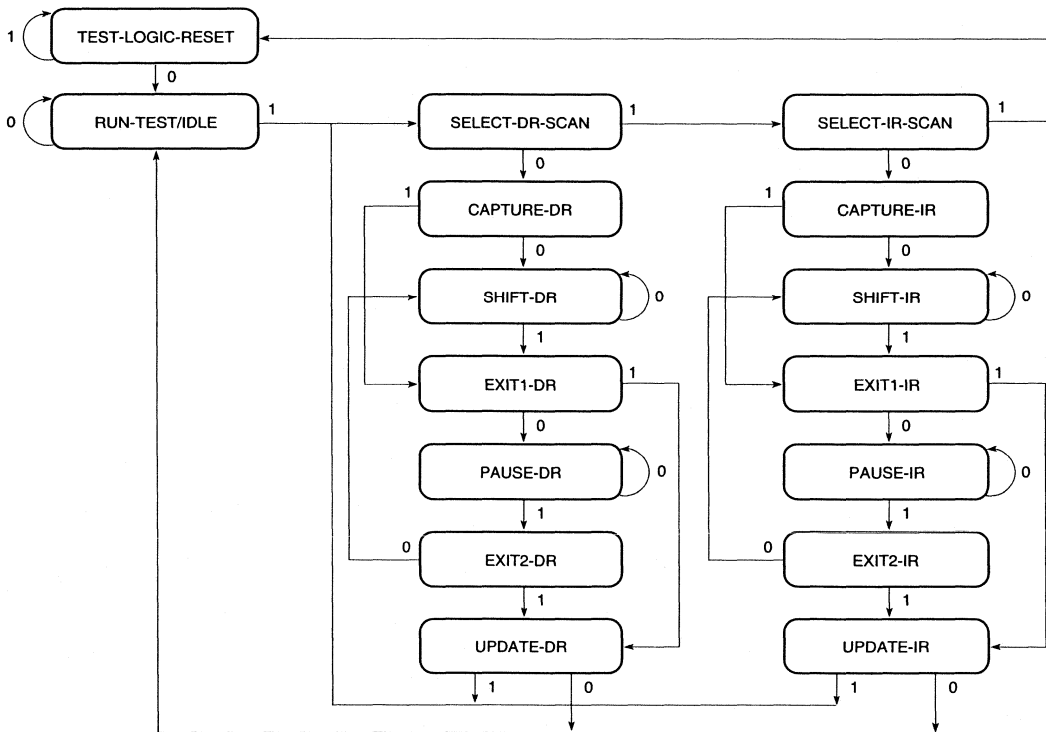 1
TEST-LOGIC-RESET
0
0
RUN-TEST/IDLE
1
SELECT-DR-SCAN
1
SELECT-IR-SCAN
1
0
0
1
CAPTURE-DR
1
CAPTURE-IR
0
0
SHIFT-DR
0
SHIFT-IR
0
1
1
EXIT1-DR
1
EXIT1-IR
1
0
0
PAUSE-DR
0
PAUSE-IR
0
1
1
0
EXIT2-DR
0
EXIT2-IR
1
1
UPDATE-DR
UPDATE-IR
1
0
1
0